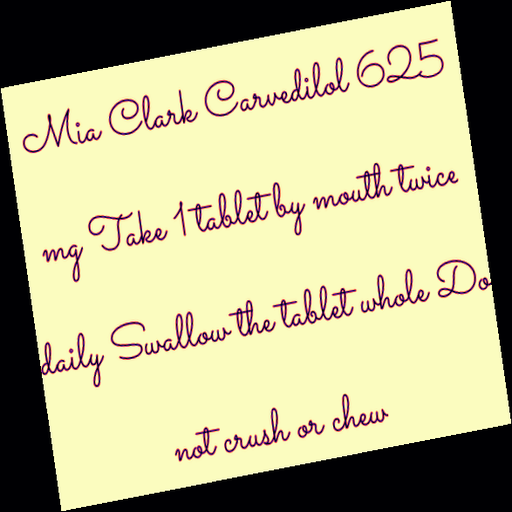 Mia Clark Carvedilol 625
mg Take 1 tablet by mouth twice
daily Swallow the tablet whole Do
not crush or chew